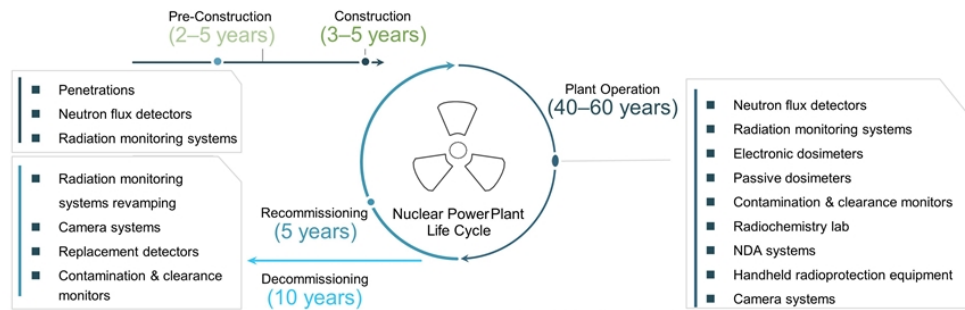 Pre-Construction
(2–5 years)
Construction
(3–5 years)
Penetrations
Neutron flux detectors
Radiation monitoring systems
Radiation monitoring
systems revamping
Camera systems
Replacement detectors
Contamination & clearance
monitors
Nuclear PowerPlant
Life Cycle
Recommissioning
(5 years)
Decommissioning
(10 years)
Plant Operation
(40–60 years)
Neutron flux detectors
Radiation monitoring systems
Electronic dosimeters
Passive dosimeters
Contamination & clearance monitors
Radiochemistry lab
NDA systems
Handheld radioprotection equipment
Camera systems